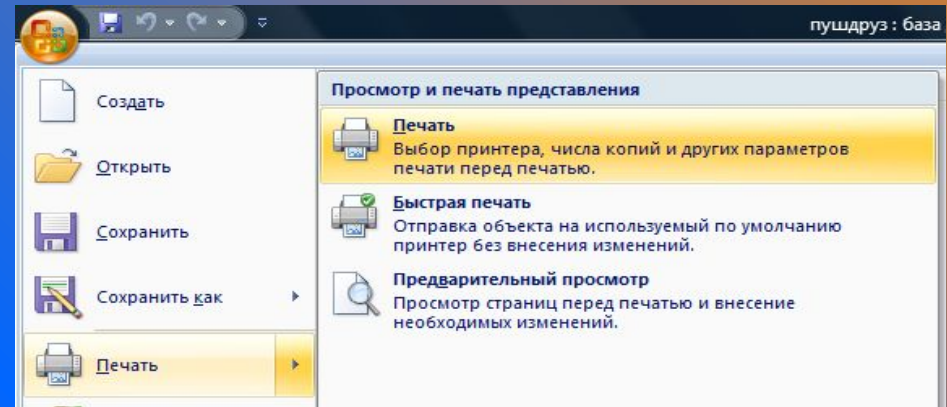 пушдруз : база
Создать
Открыть
Сохранить
Сохранить как
Печать
Просмотр и печать представления
Печать
Выбор принтера, числа копий и других параметров
печати перед печатью.
Быстрая печать
Отправка объекта на используемый по умолчанию
принтер без внесения изменений.
Предварительный просмотр
Просмотр страниц перед печатью и внесение
необходимых изменений.